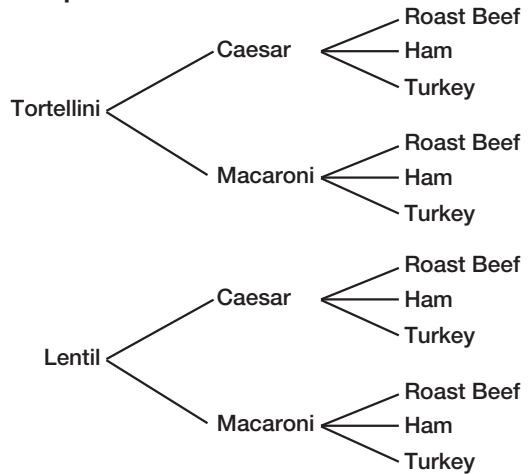 Roast Beef
Caesar
Ham
Turkey
Tortellini
Roast Beef
Macaroni
Ham
Turkey
Roast Beef
Caesar
Ham
Turkey
Lentil
Roast Beef
Macaroni
Ham
Turkey